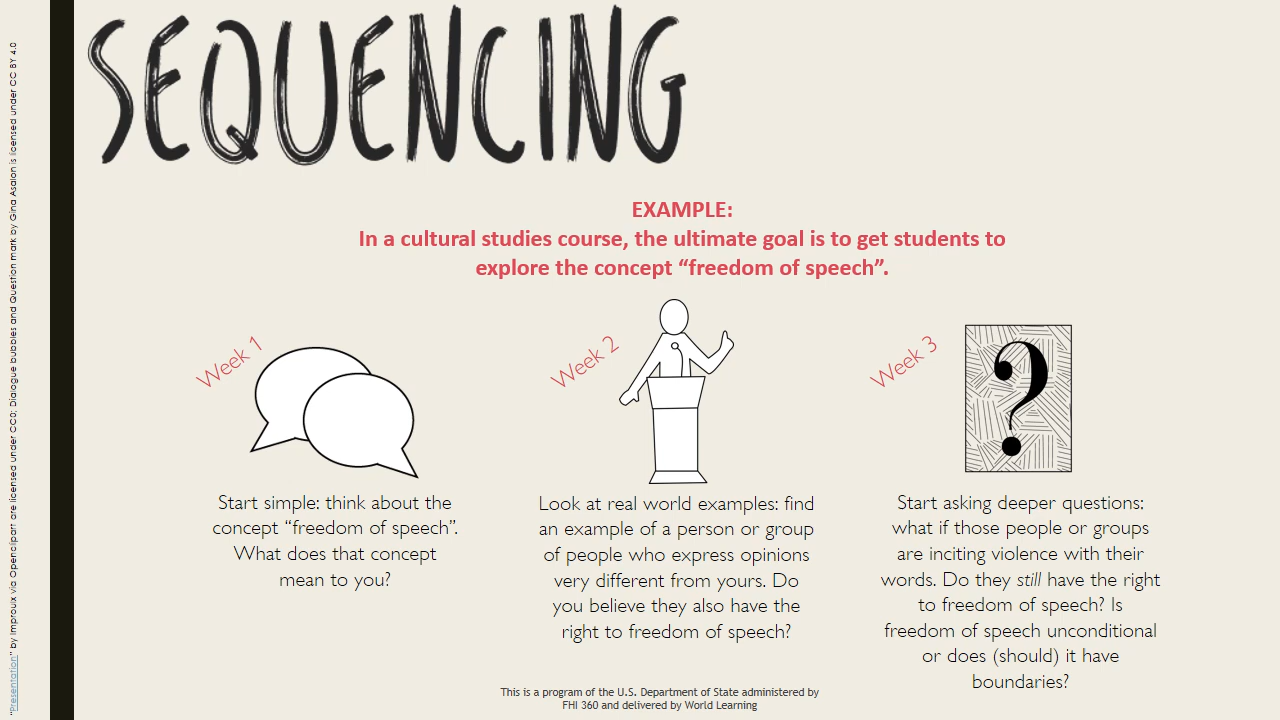 SEQUENCING
EXAMPLE:
In a cultural studies course, the ultimate goal is to get students to
explore the concept “freedom of speech”.
Week 1
Start simple: think about the
concept “freedom of speech”.
What does that concept
mean to you?
Week 2
Look at real world examples: find
an example of a person or group
of people who express opinions
very different from yours. Do
you believe they also have the
right to freedom of speech?
Week 3
?
Start asking deeper questions:
what if those people or groups
are inciting violence with their
words. Do they still have the right
to freedom of speech? Is
freedom of speech unconditional
or does (should) it have
boundaries?
This is a program of the U.S. Department of State administered by
FHI 360 and delivered by World Learning
“Presentation” by Improulx via Openclipart are licensed under CC0; Dialogue bubbles and Question mark by Gina Asalon is licensed under CC BY 4.0